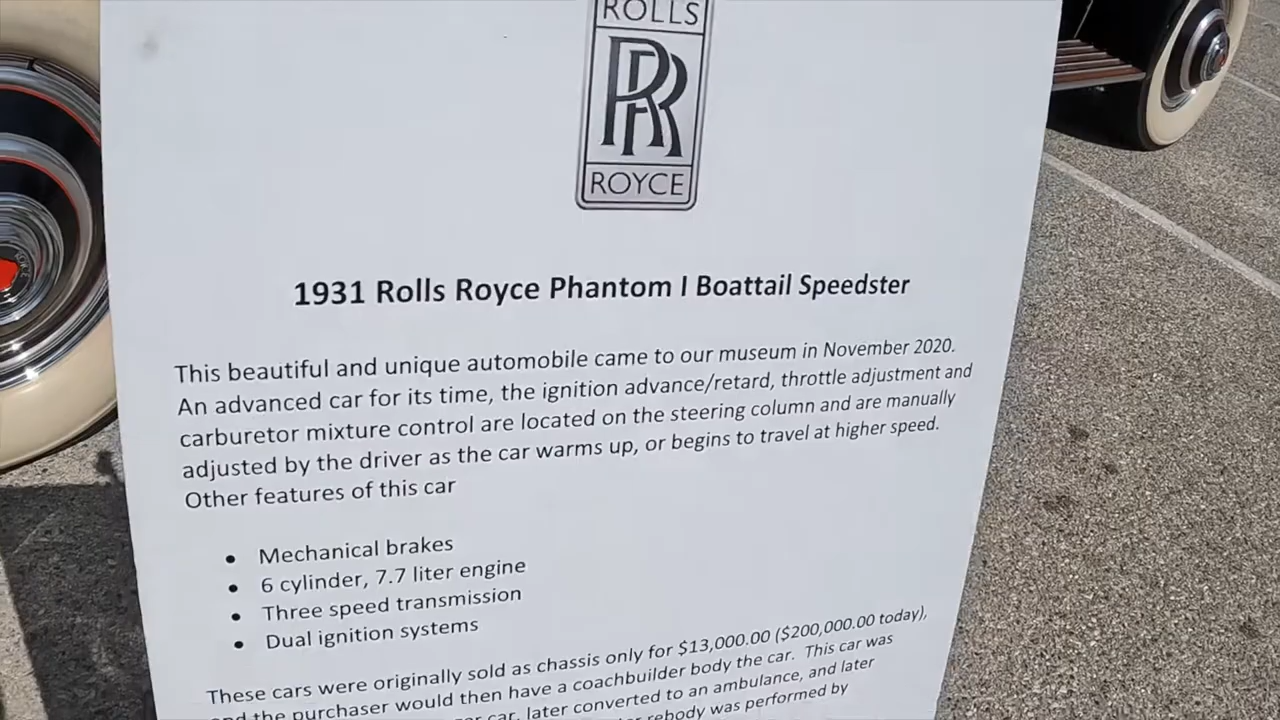 ROLLS
RR
ROYCE
1931 Rolls Royce Phantom I Boattail Speedster
This beautiful and unique automobile came to our museum in November 2020.
An advanced car for its time, the ignition advance/retard, throttle adjustment and
carburetor mixture control are located on the steering column and are manually
adjusted by the driver as the car warms up, or begins to travel at higher speed.
Other features of this car
• Mechanical brakes
• 6 cylinder, 7.7 liter engine
• Three speed transmission
• Dual ignition systems
These cars were originally sold as chassis only for $13,000.00 ($200,000.00 today),
and the purchaser would then have a coachbuilder body the car. This car was
car, later converted to an ambulance, and later
rebody was performed by